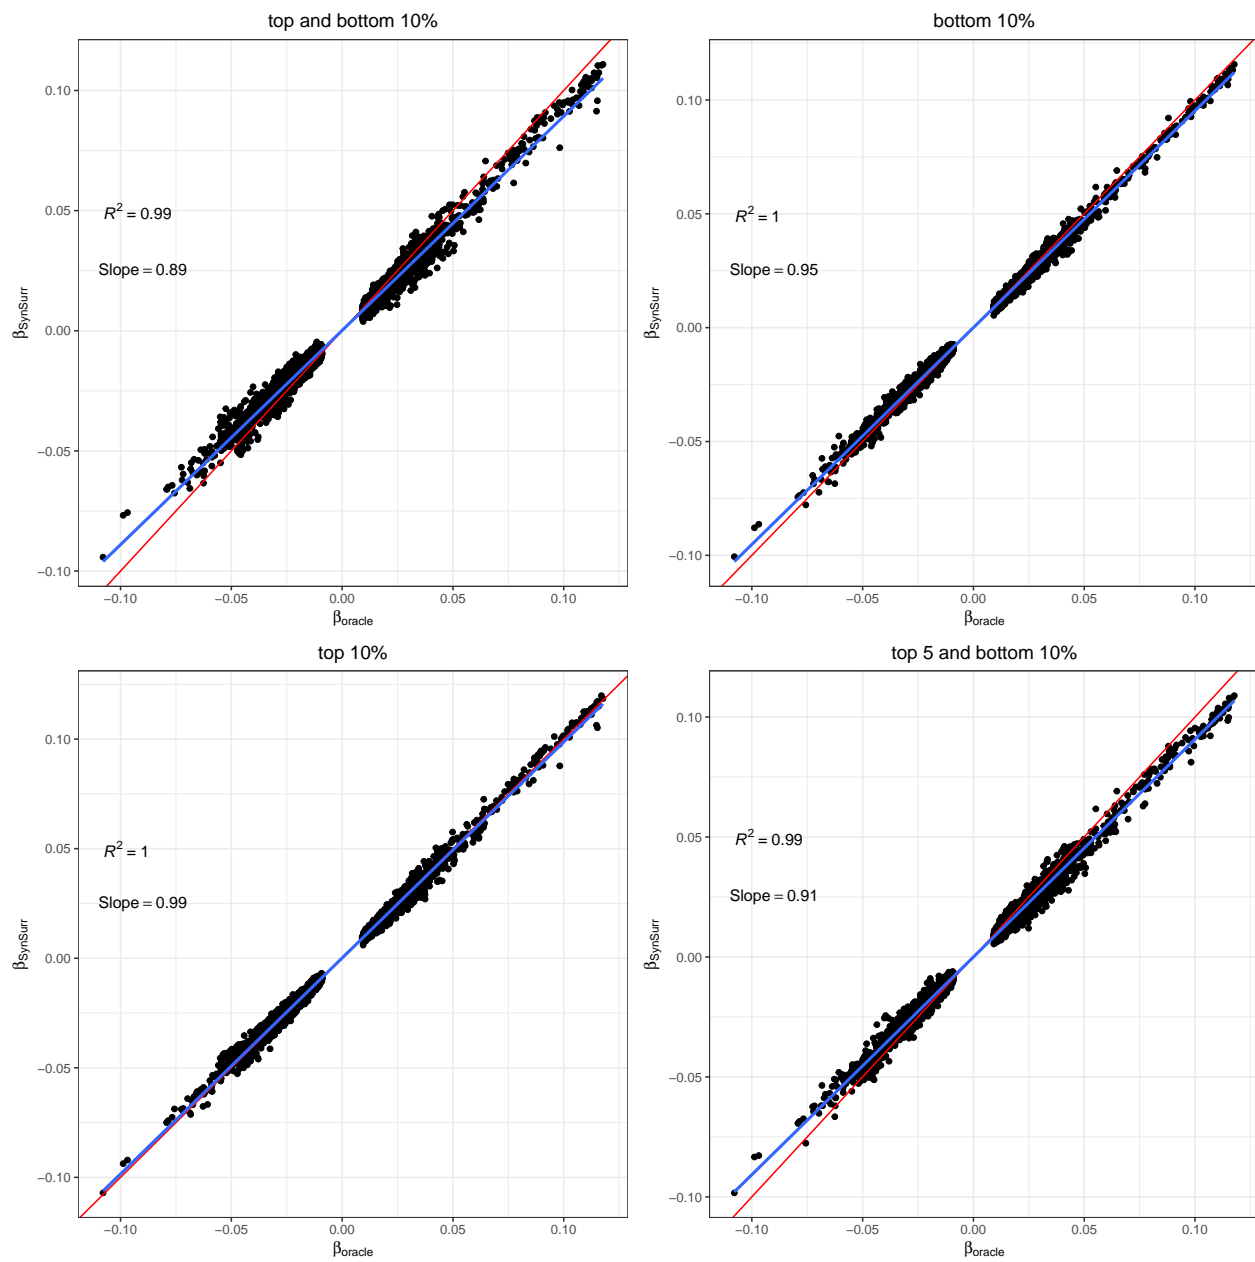 top and bottom 10%
0.10
0.05
0.00
−0.05
−0.10
R² = 0.99
Slope = 0.89
βSynSurr
−0.10 −0.05 0.00 0.05 0.10
βoracle
bottom 10%
0.10
0.05
0.00
−0.05
−0.10
R² = 1
Slope = 0.95
βSynSurr
−0.10 −0.05 0.00 0.05 0.10
βoracle
top 10%
0.10
0.05
0.00
−0.05
−0.10
R² = 1
Slope = 0.99
βSynSurr
−0.10 −0.05 0.00 0.05 0.10
βoracle
top 5 and bottom 10%
0.10
0.05
0.00
−0.05
−0.10
R² = 0.99
Slope = 0.91
βSynSurr
−0.10 −0.05 0.00 0.05 0.10
βoracle